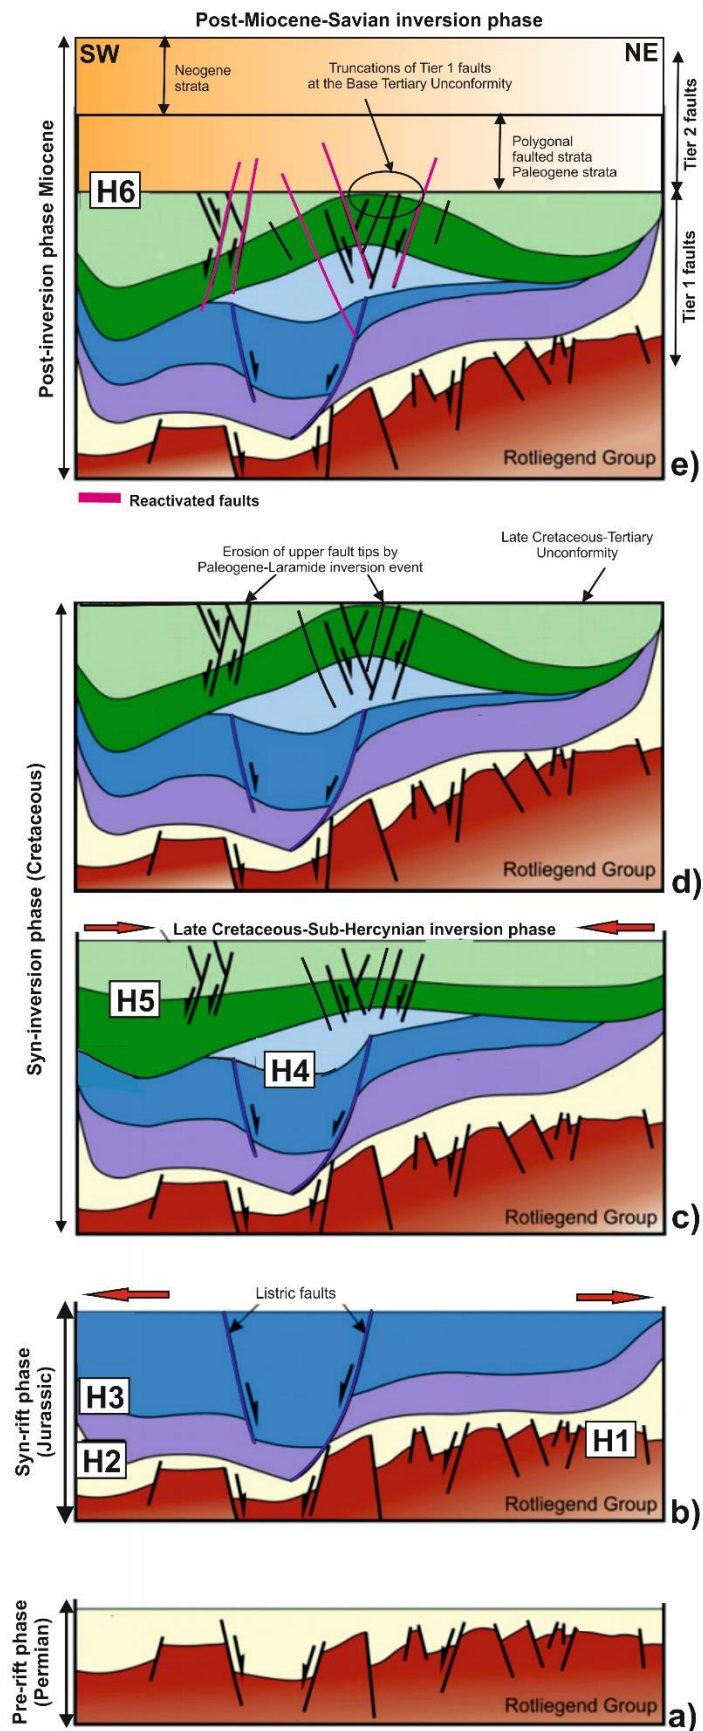 Post-Miocene-Savian inversion phase
SW
NE
Neogene
strata
Truncations of Tier 1 faults
at the Base Tertiary Unconformity
Polygonal
faulted strata
Paleogene strata
Tier 2 faults
H6
Tier 1 faults
Post-inversion phase Miocene
Rotliegend Group
e)
Reactivated faults
Erosion of upper fault tips by
Paleogene-Laramide inversion event
Late Cretaceous-Tertiary
Unconformity
Syn-inversion phase (Cretaceous)
Rotliegend Group
d)
Late Cretaceous-Sub-Hercynian inversion phase
H5
H4
Rotliegend Group
c)
Listric faults
Syn-rift phase
(Jurassic)
H3
H2
H1
Rotliegend Group
b)
Pre-rift phase
(Permian)
Rotliegend Group
a)